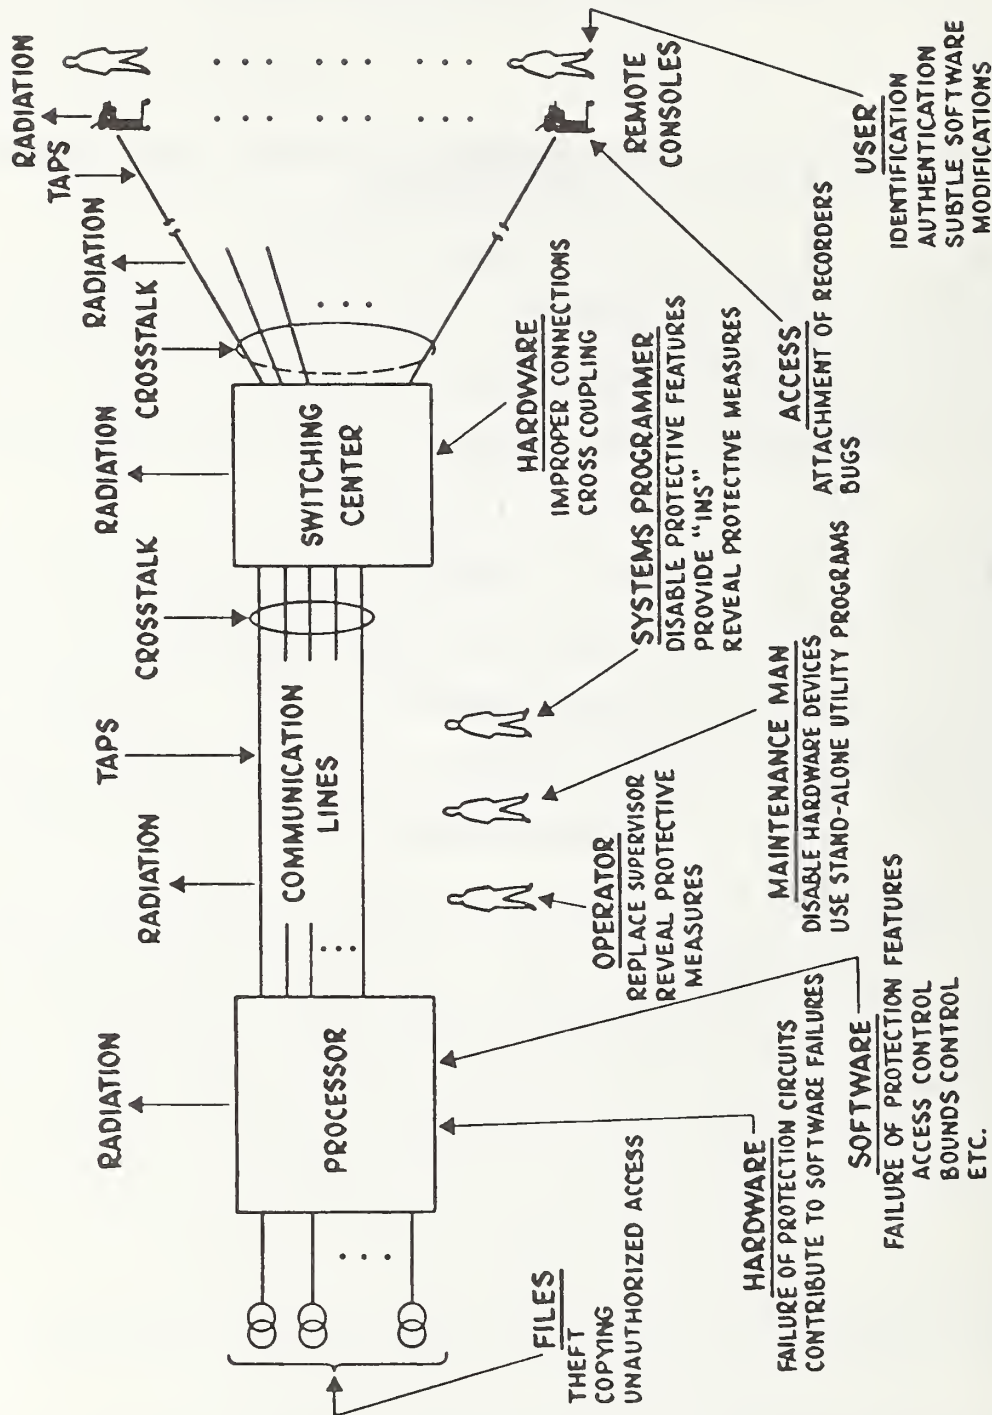 RADIATION
RADIATION
TAPS
CROSSTALK
RADIATION
CROSSTALK
RADIATION
TAPS
RADIATION
PROCESSOR
COMMUNICATION
LINES
SWITCHING
CENTER
REMOTE
CONSOLES
FILES
THEFT
COPYING
UNAUTHORIZED ACCESS
HARDWARE
FAILURE OF PROTECTION CIRCUITS
CONTRIBUTE TO SOFTWARE FAILURES
SOFTWARE
FAILURE OF PROTECTION FEATURES
ACCESS CONTROL
BOUNDS CONTROL
ETC.
OPERATOR
REPLACE SUPERVISOR
REVEAL PROTECTIVE
MEASURES
MAINTENANCE MAN
DISABLE HARDWARE DEVICES
USE STAND-ALONE UTILITY PROGRAMS
SYSTEMS PROGRAMMER
DISABLE PROTECTIVE FEATURES
PROVIDE "INS"
REVEAL PROTECTIVE MEASURES
HARDWARE
IMPROPER CONNECTIONS
CROSS COUPLING
ACCESS
ATTACHMENT OF RECORDERS
BUGS
USER
IDENTIFICATION
AUTHENTICATION
SUBTLE SOFTWARE
MODIFICATIONS